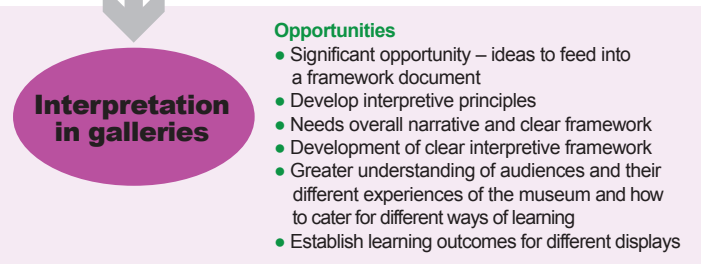 Interpretation
in galleries
Opportunities
● Significant opportunity – ideas to feed into
a framework document
● Develop interpretive principles
● Needs overall narrative and clear framework
● Development of clear interpretive framework
● Greater understanding of audiences and their
different experiences of the museum and how
to cater for different ways of learning
● Establish learning outcomes for different displays